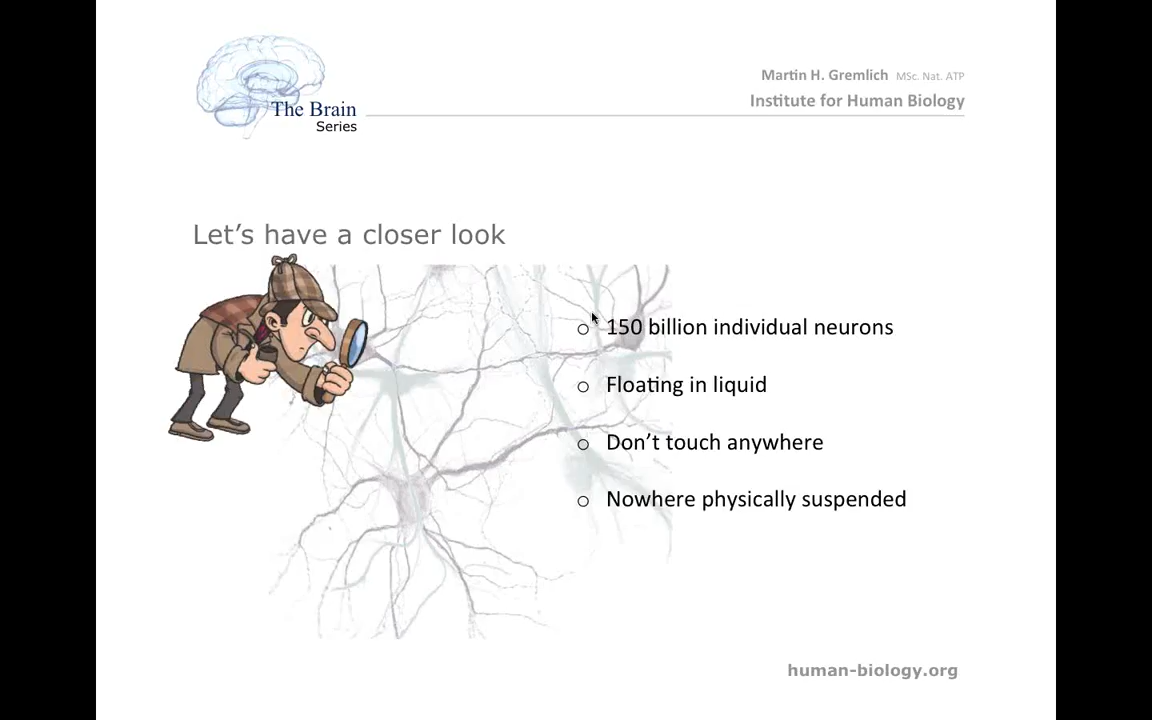 The Brain
Series
Martin H. Gremlich MSc. Nat. ATP
Institute for Human Biology
Let's have a closer look
o 150 billion individual neurons
o Floating in liquid
o Don't touch anywhere
o Nowhere physically suspended
human-biology.org